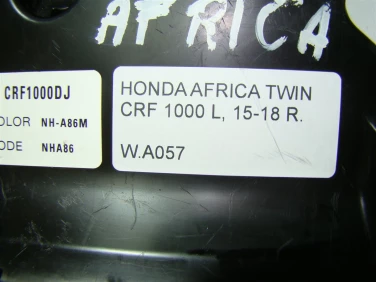 AFRICA
CRF1000DJ
OLOR NH-A86M
ODE NHA86
HONDA AFRICA TWIN
CRF 1000 L, 15-18 R.
W.A057